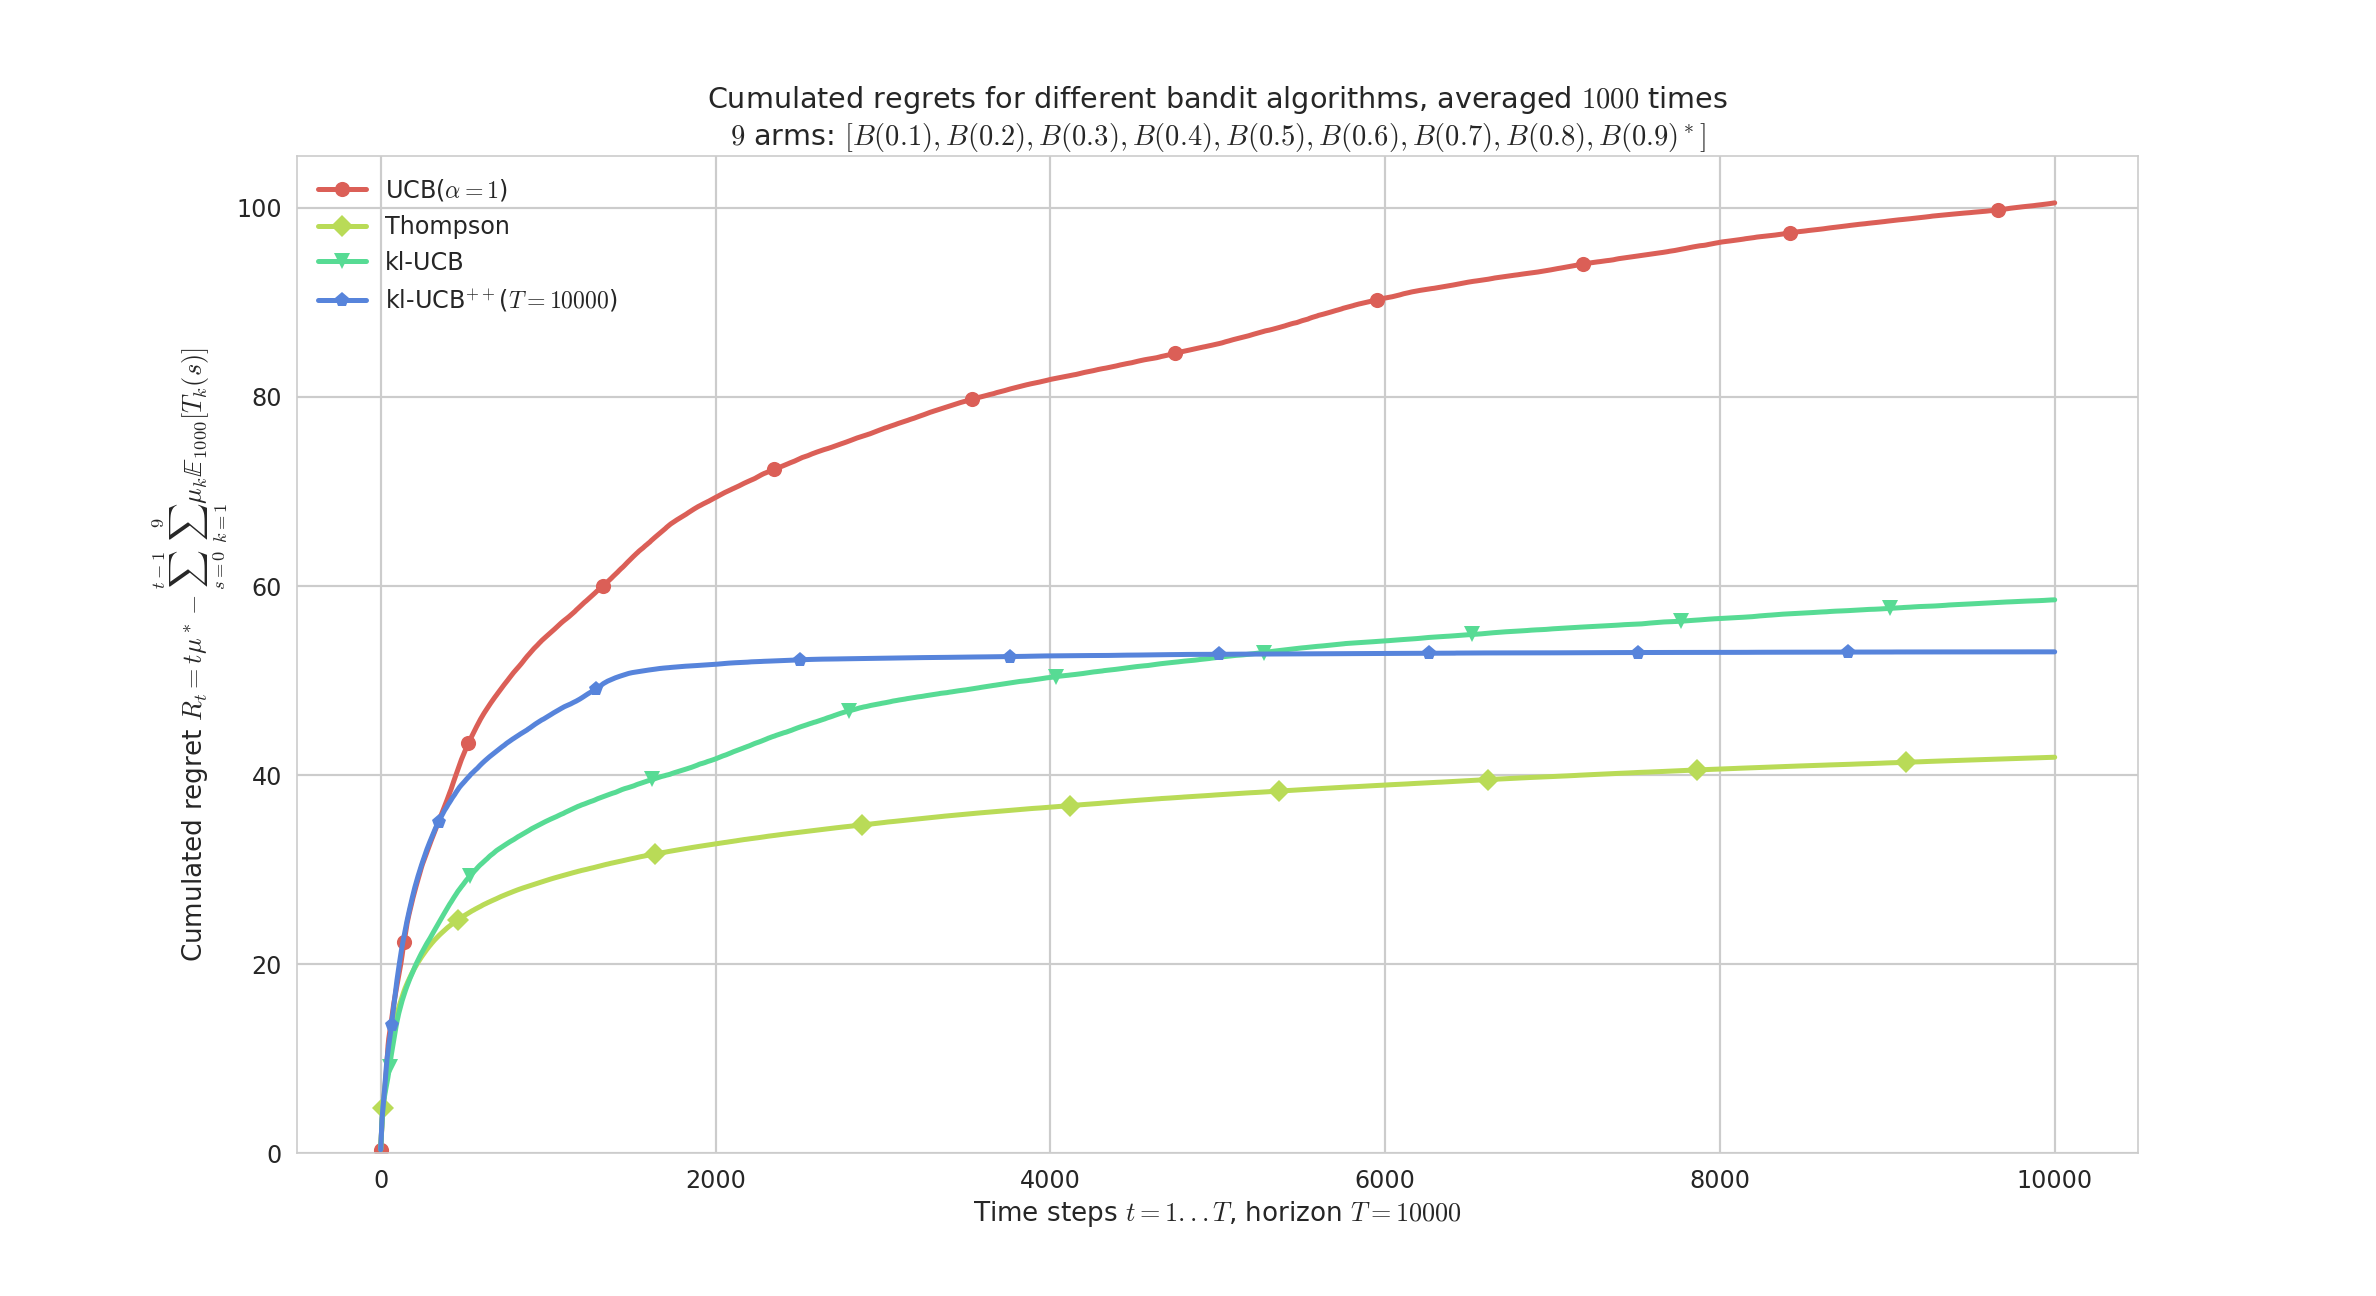 Cumulated regrets for different bandit algorithms, averaged 1000 times
9 arms: [B(0.1), B(0.2), B(0.3), B(0.4), B(0.5), B(0.6), B(0.7), B(0.8), B(0.9)*]
UCB(α = 1)
Thompson
kl-UCB
kl-UCB⁺⁺(T = 10000)
100
80
60
40
20
0
Cumulated regret R_t = tμ* − ∑_{s=0}^{t−1} ∑_{k=1}^{9} μ_k 𝔼_1000[T_k(s)]
0 2000 4000 6000 8000 10000
Time steps t = 1...T, horizon T = 10000